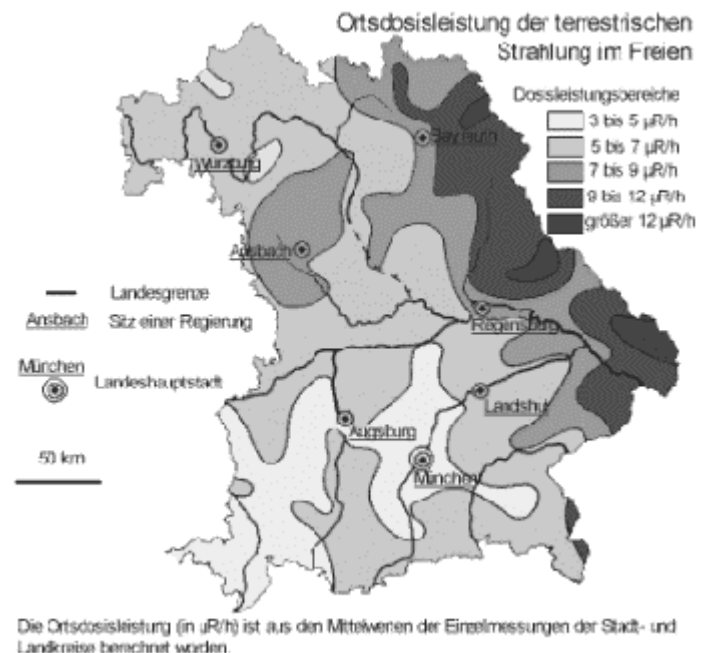 Ortsdosisleistung der terrestrischen
Strahlung im Freien
Dosisleistungsbereiche
3 bis 5 µR/h
5 bis 7 µR/h
7 bis 9 µR/h
9 bis 12 µR/h
größer 12 µR/h
Bayreuth
Würzburg
Ansbach
Landesgrenze
Ansbach Sitz einer Regierung
Regensburg
München
Landeshauptstadt
Landshut
Augsburg
50 km
München
Die Ortsdosisleistung (in µR/h) ist aus den Mittelwerten der Einzelmessungen der Stadt- und
Landkreise berechnet worden.